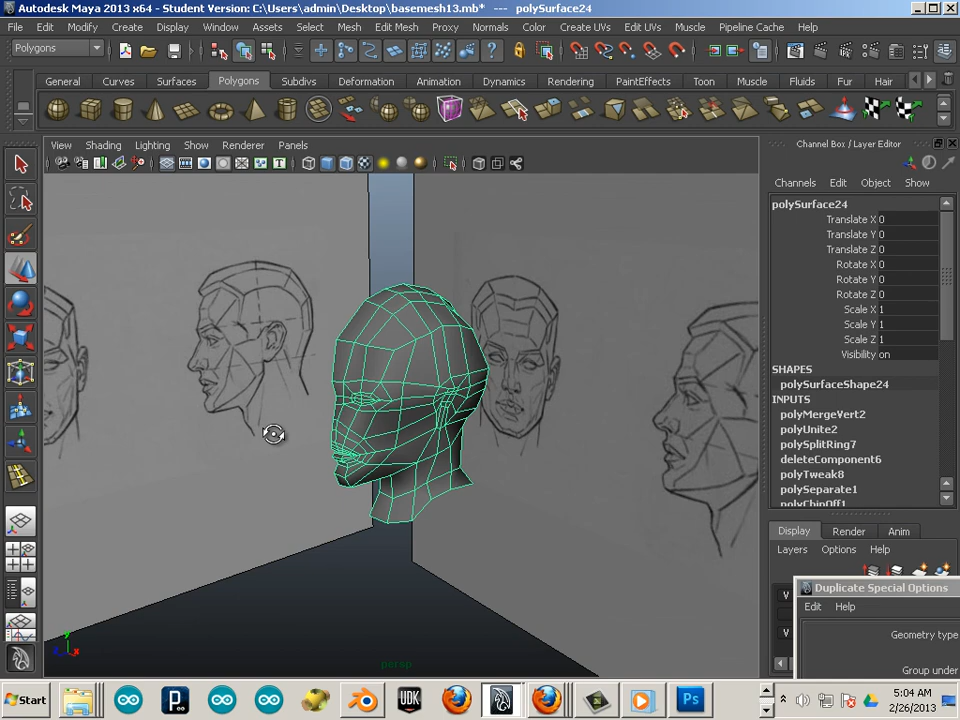 Autodesk Maya 2013 x64 - Student Version: C:\Users\admin\Desktop\basemesh13.mb* --- polySurface24
File Edit Modify Create Display Window Assets Select Mesh Edit Mesh Proxy Normals Color Create UVs Edit UVs Muscle Pipeline Cache Help
Polygons
General Curves Surfaces Polygons Subdivs Deformation Animation Dynamics Rendering PaintEffects Toon Muscle Fluids Fur Hair
View Shading Lighting Show Renderer Panels
Channel Box / Layer Editor
Channels Edit Object Show
polySurface24
Translate X 0
Translate Y 0
Translate Z 0
Rotate X 0
Rotate Y 0
Rotate Z 0
Scale X 1
Scale Y 1
Scale Z 1
Visibility on
SHAPES
polySurfaceShape24
INPUTS
polyMergeVert2
polyUnite2
polySplitRing7
deleteComponent6
polyTweak8
polySeparate1
polyChipOff1
Display Render Anim
Layers Options Help
V
V
Duplicate Special Options
Edit Help
Geometry type
Group under
persp
y
x
Start
UDK
Ps
5:04 AM
2/26/2013